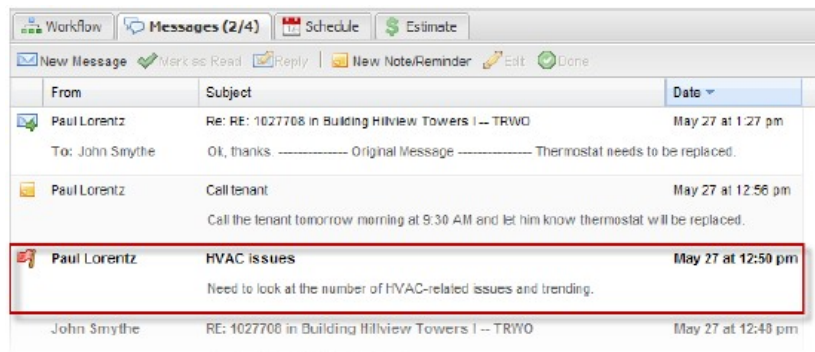 Workflow Messages (2/4) Schedule Estimate
New Message Mark as Read Reply New Note/Reminder Edit Done
From Subject Date
Paul Lorentz Re: RE: 1027708 in Building Hillview Towers I -- TRWO May 27 at 1:27 pm
To: John Smythe Ok, thanks. -------------- Original Message -------------- Thermostat needs to be replaced.
Paul Lorentz Call tenant May 27 at 12:56 pm
Call the tenant tomorrow morning at 9:30 AM and let him know thermostat will be replaced.
Paul Lorentz HVAC issues May 27 at 12:50 pm
Need to look at the number of HVAC-related issues and trending.
John Smythe RE: 1027708 in Building Hillview Towers I -- TRWO May 27 at 12:48 pm